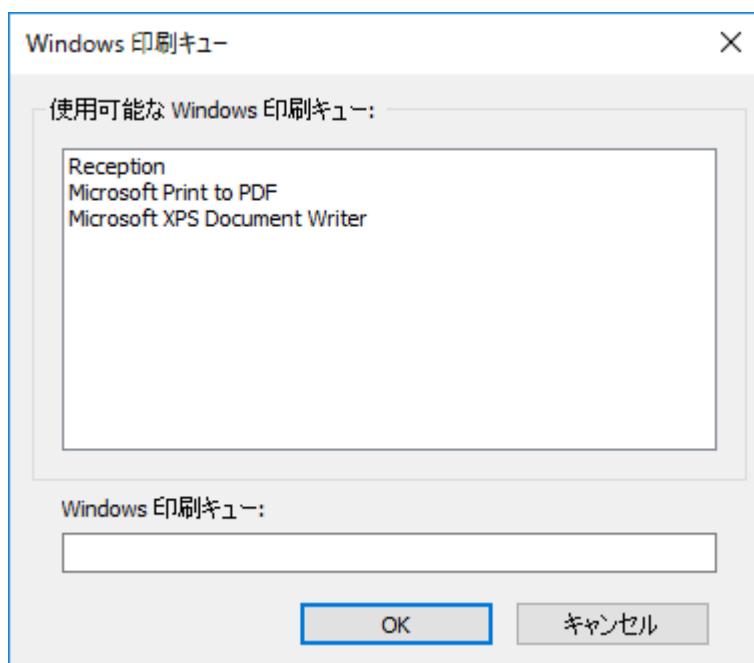 Windows 印刷キュー
使用可能な Windows 印刷キュー:
Reception
Microsoft Print to PDF
Microsoft XPS Document Writer
Windows 印刷キュー:
OK
キャンセル